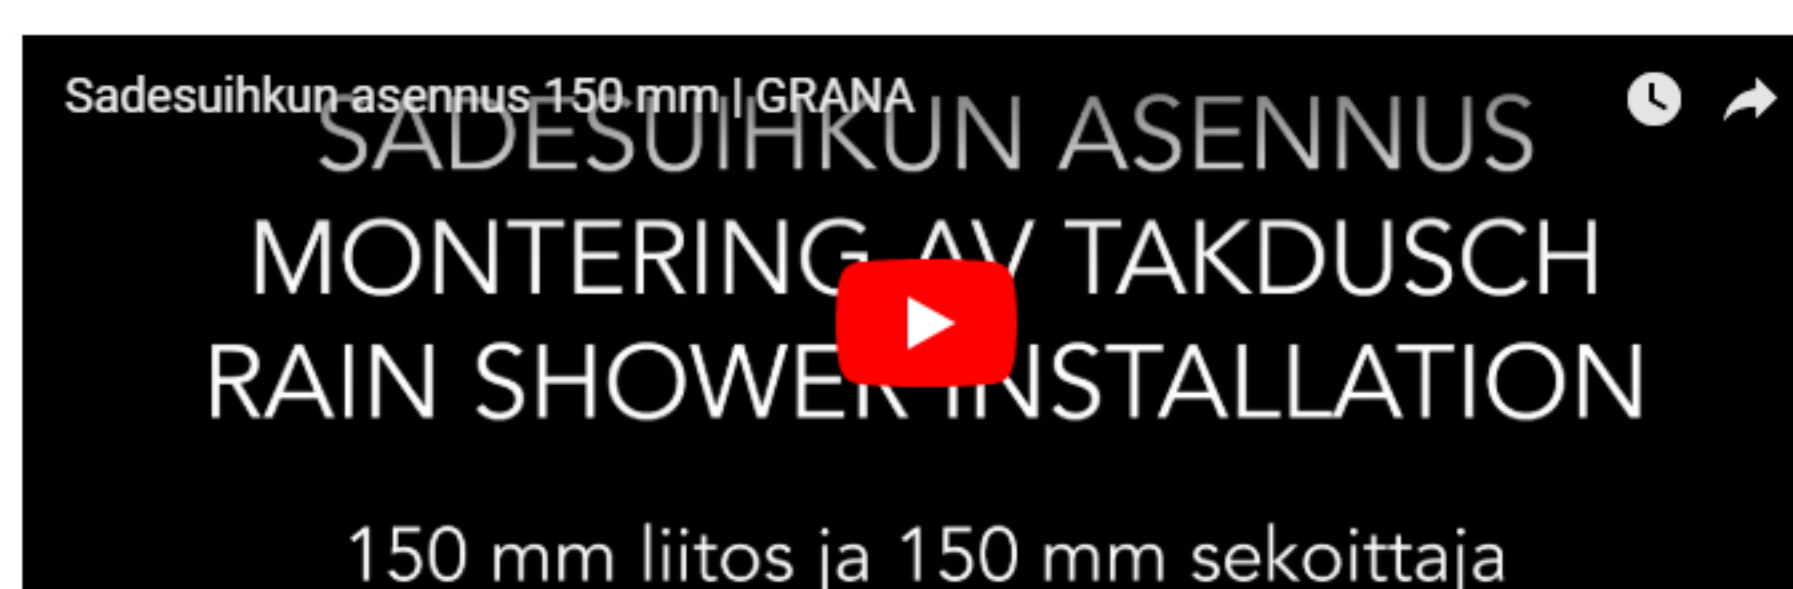 Sadesuihkun asennus 150 mm | GRANA
SADESUIHKUN ASENNUS
MONTERING AV TAKDUSCH
RAIN SHOWER INSTALLATION
150 mm liitos ja 150 mm sekoittaja